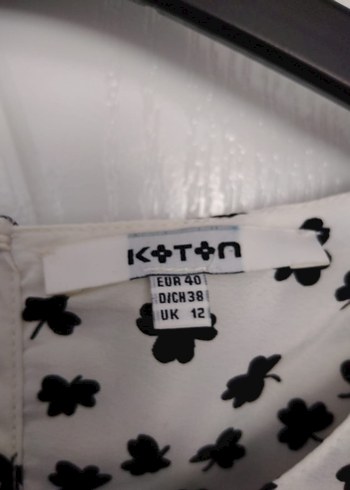 KOTON
EUR 40
D/CH 38
UK 12